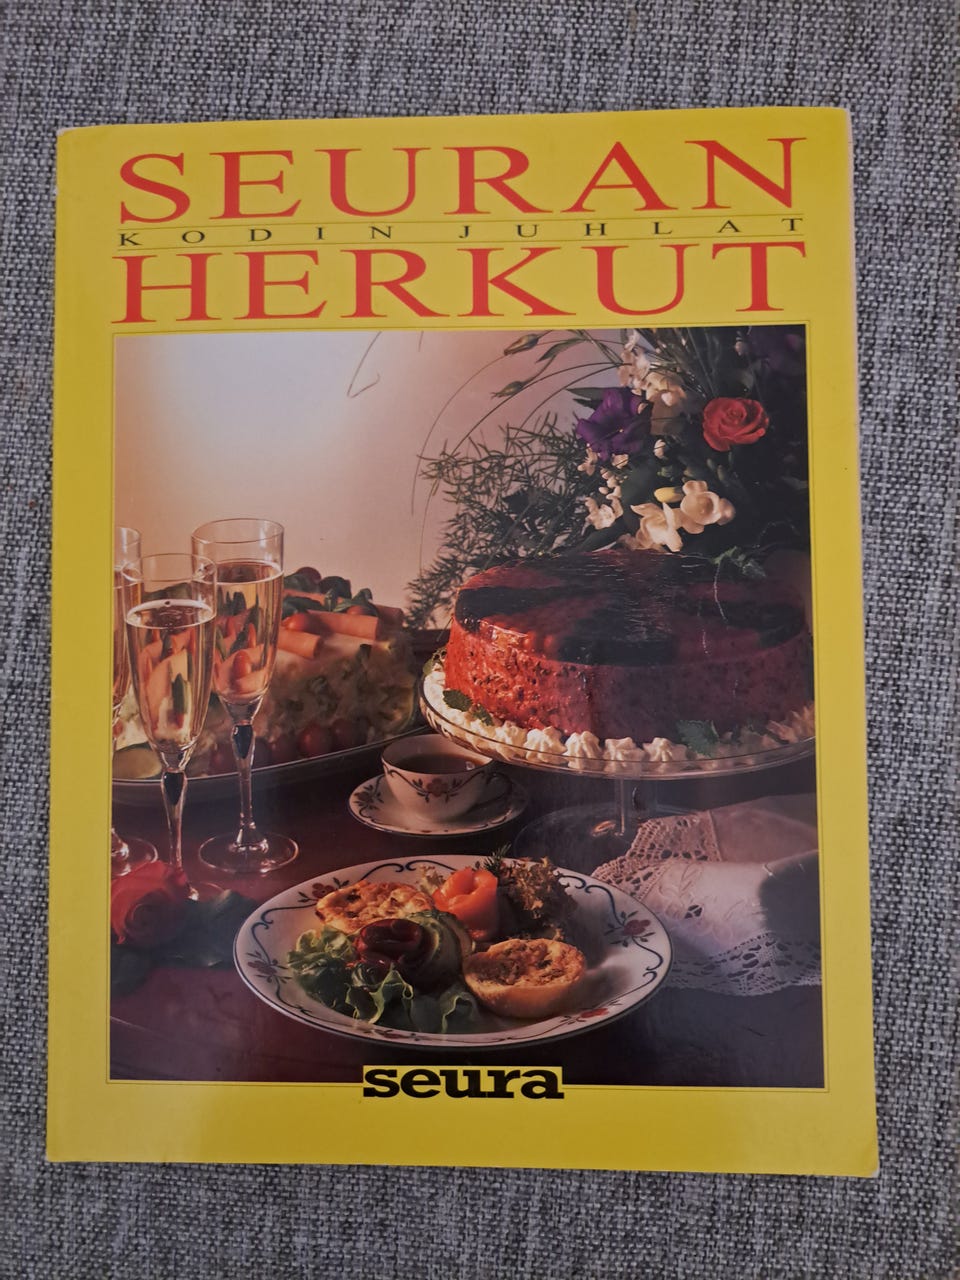 SEURAN
KODIN JUHLAT
HERKUT
seura